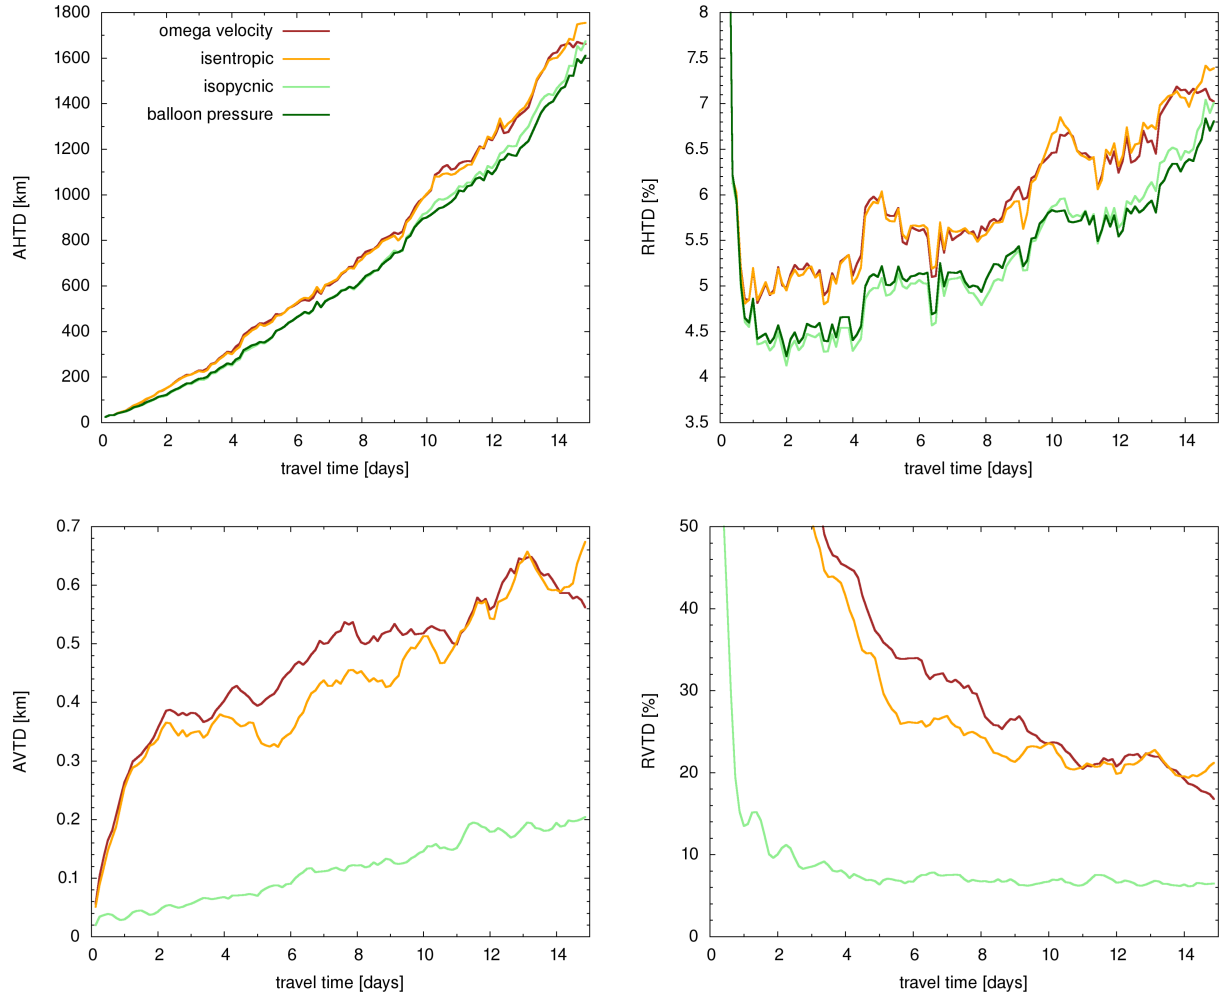 AHTD [km]
1800
1600
1400
1200
1000
800
600
400
200
0
omega velocity
isentropic
isopycnic
balloon pressure
0 2 4 6 8 10 12 14
travel time [days]
RHTD [%]
8
7.5
7
6.5
6
5.5
5
4.5
4
3.5
0 2 4 6 8 10 12 14
travel time [days]
AVTD [km]
0.7
0.6
0.5
0.4
0.3
0.2
0.1
0
0 2 4 6 8 10 12 14
travel time [days]
RVTD [%]
50
40
30
20
10
0
0 2 4 6 8 10 12 14
travel time [days]